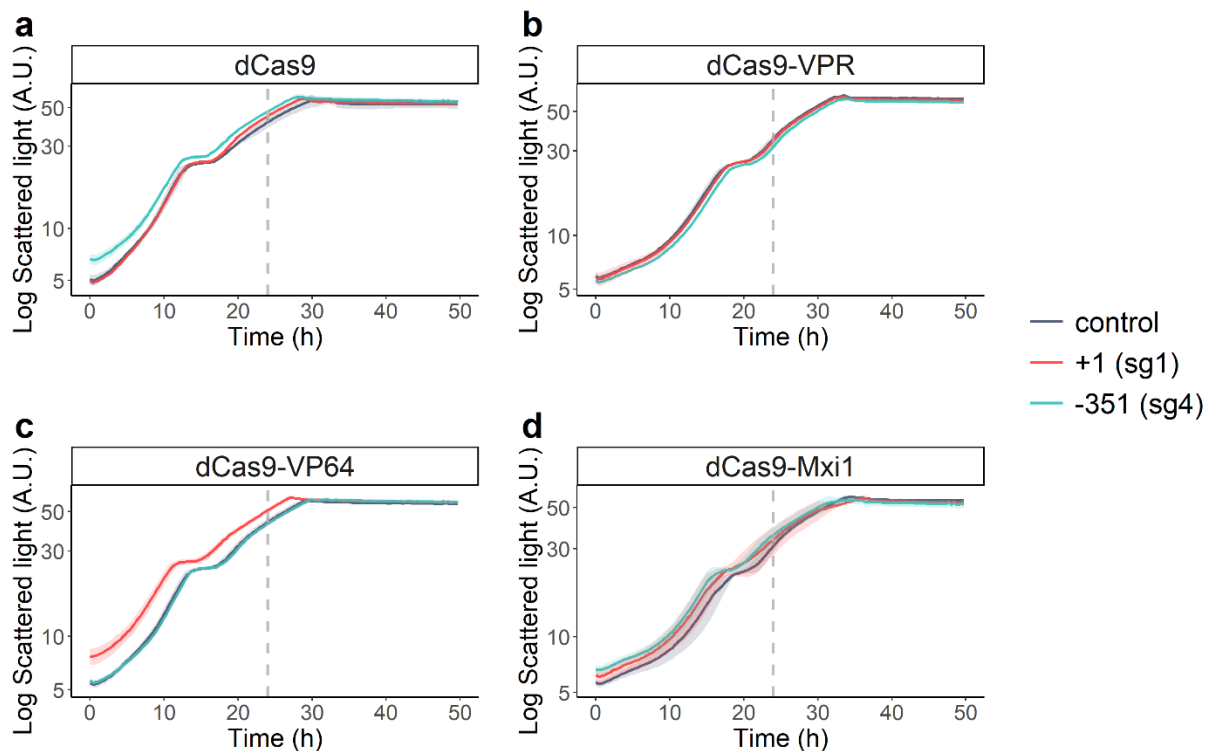 a
dCas9
Log Scattered light (A.U.)
50
30
10
5
0 10 20 30 40 50
Time (h)
b
dCas9-VPR
Log Scattered light (A.U.)
50
30
10
5
0 10 20 30 40 50
Time (h)
control
+1 (sg1)
-351 (sg4)
c
dCas9-VP64
Log Scattered light (A.U.)
50
30
10
5
0 10 20 30 40 50
Time (h)
d
dCas9-Mxi1
Log Scattered light (A.U.)
50
30
10
5
0 10 20 30 40 50
Time (h)